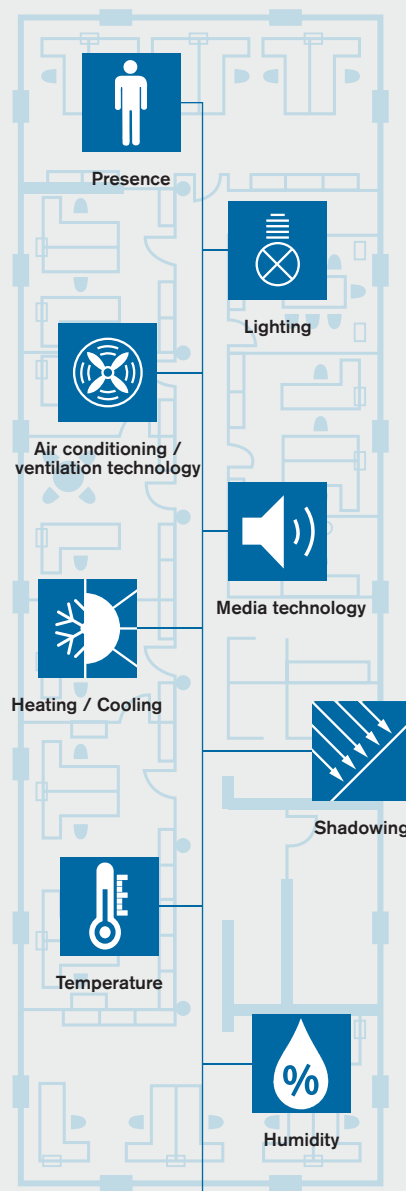 Presence
Lighting
Air conditioning /
ventilation technology
Media technology
Heating / Cooling
Shadowing
Temperature
%
Humidity